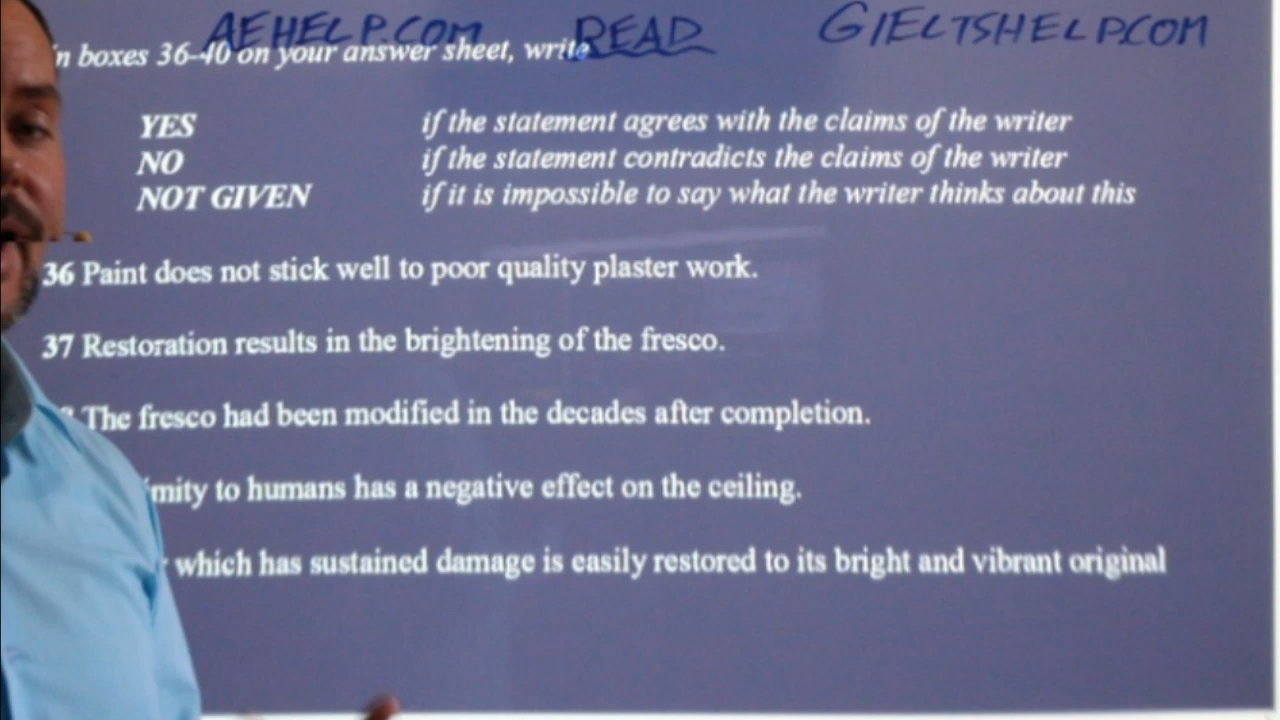 AEHELP.COM READ GIELTSHELP.COM
n boxes 36-40 on your answer sheet, write
YES if the statement agrees with the claims of the writer
NO if the statement contradicts the claims of the writer
NOT GIVEN if it is impossible to say what the writer thinks about this
36 Paint does not stick well to poor quality plaster work.
37 Restoration results in the brightening of the fresco.
The fresco had been modified in the decades after completion.
mity to humans has a negative effect on the ceiling.
which has sustained damage is easily restored to its bright and vibrant original